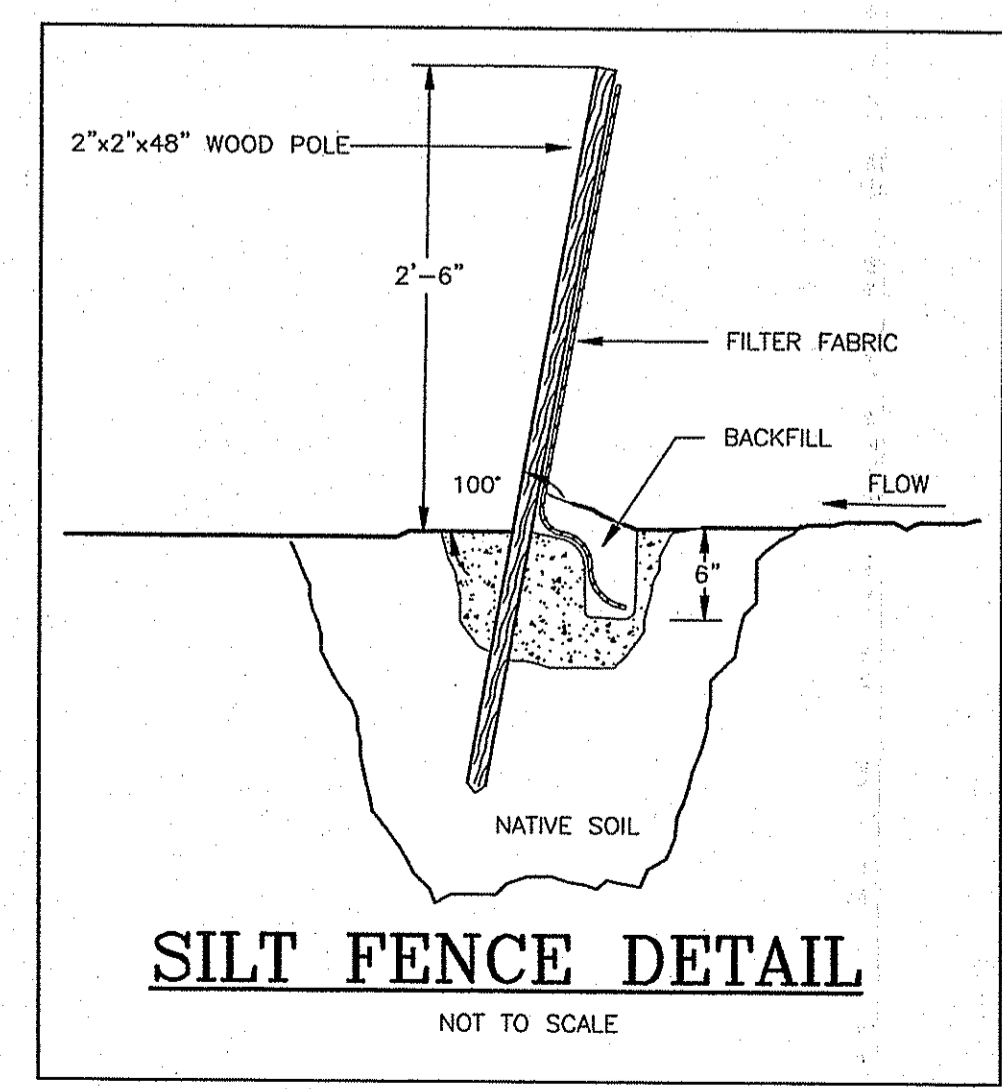 2"x2"x48" WOOD POLE
2'-6"
FILTER FABRIC
BACKFILL
100°
FLOW
6"
NATIVE SOIL
SILT FENCE DETAIL
NOT TO SCALE